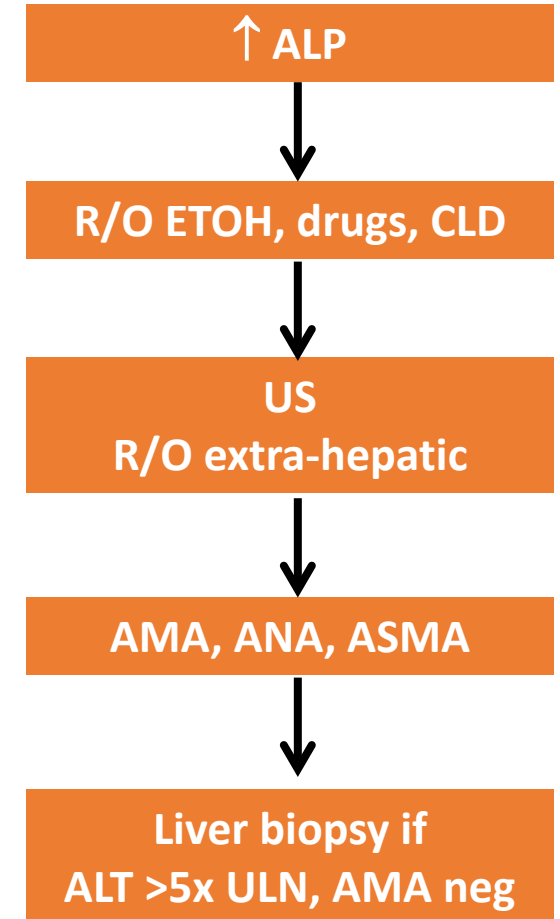 ↑ ALP
R/O ETOH, drugs, CLD
US
R/O extra-hepatic
AMA, ANA, ASMA
Liver biopsy if
ALT >5x ULN, AMA neg